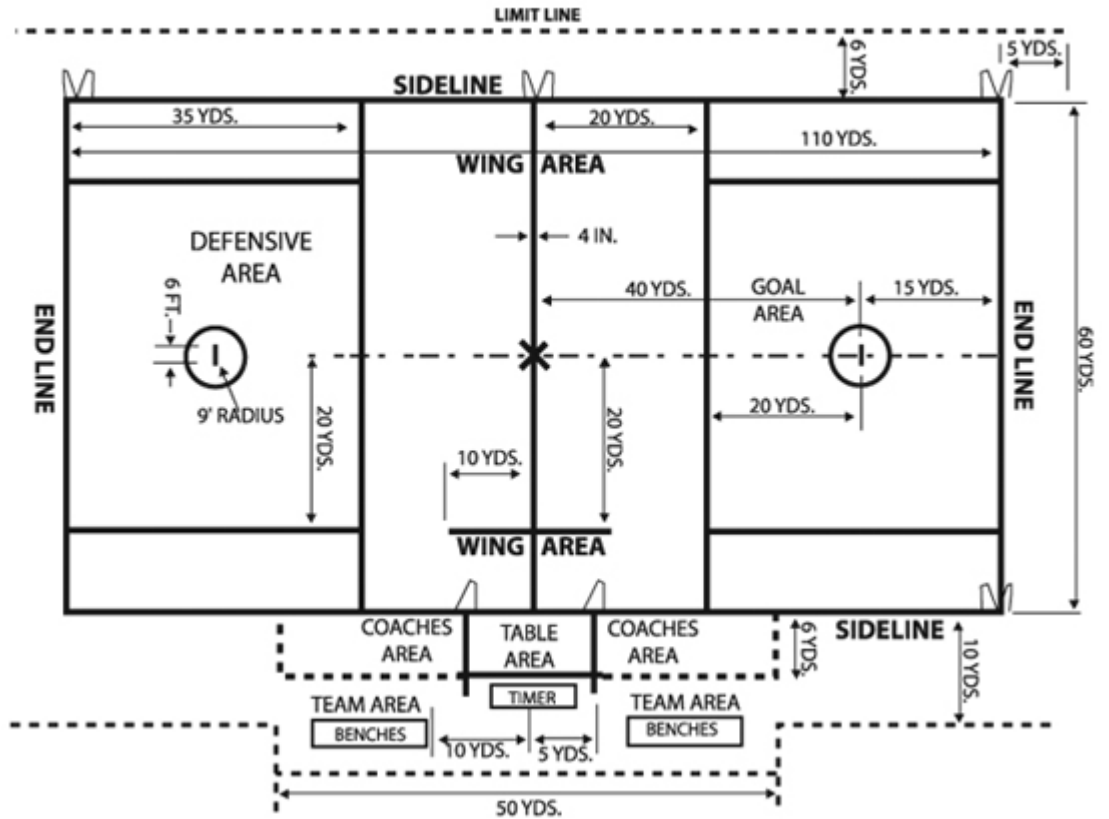 LIMIT LINE
6 YDS.
5 YDS.
SIDELINE
35 YDS.
20 YDS.
110 YDS.
WING AREA
4 IN.
DEFENSIVE
AREA
40 YDS.
GOAL
AREA
15 YDS.
6 FT.
END LINE
END LINE
60 YDS.
9' RADIUS
20 YDS.
20 YDS.
20 YDS.
10 YDS.
WING AREA
COACHES
AREA
TABLE
AREA
COACHES
AREA
SIDELINE
6 YDS.
10 YDS.
TIMER
TEAM AREA
BENCHES
TEAM AREA
BENCHES
10 YDS.
5 YDS.
50 YDS.